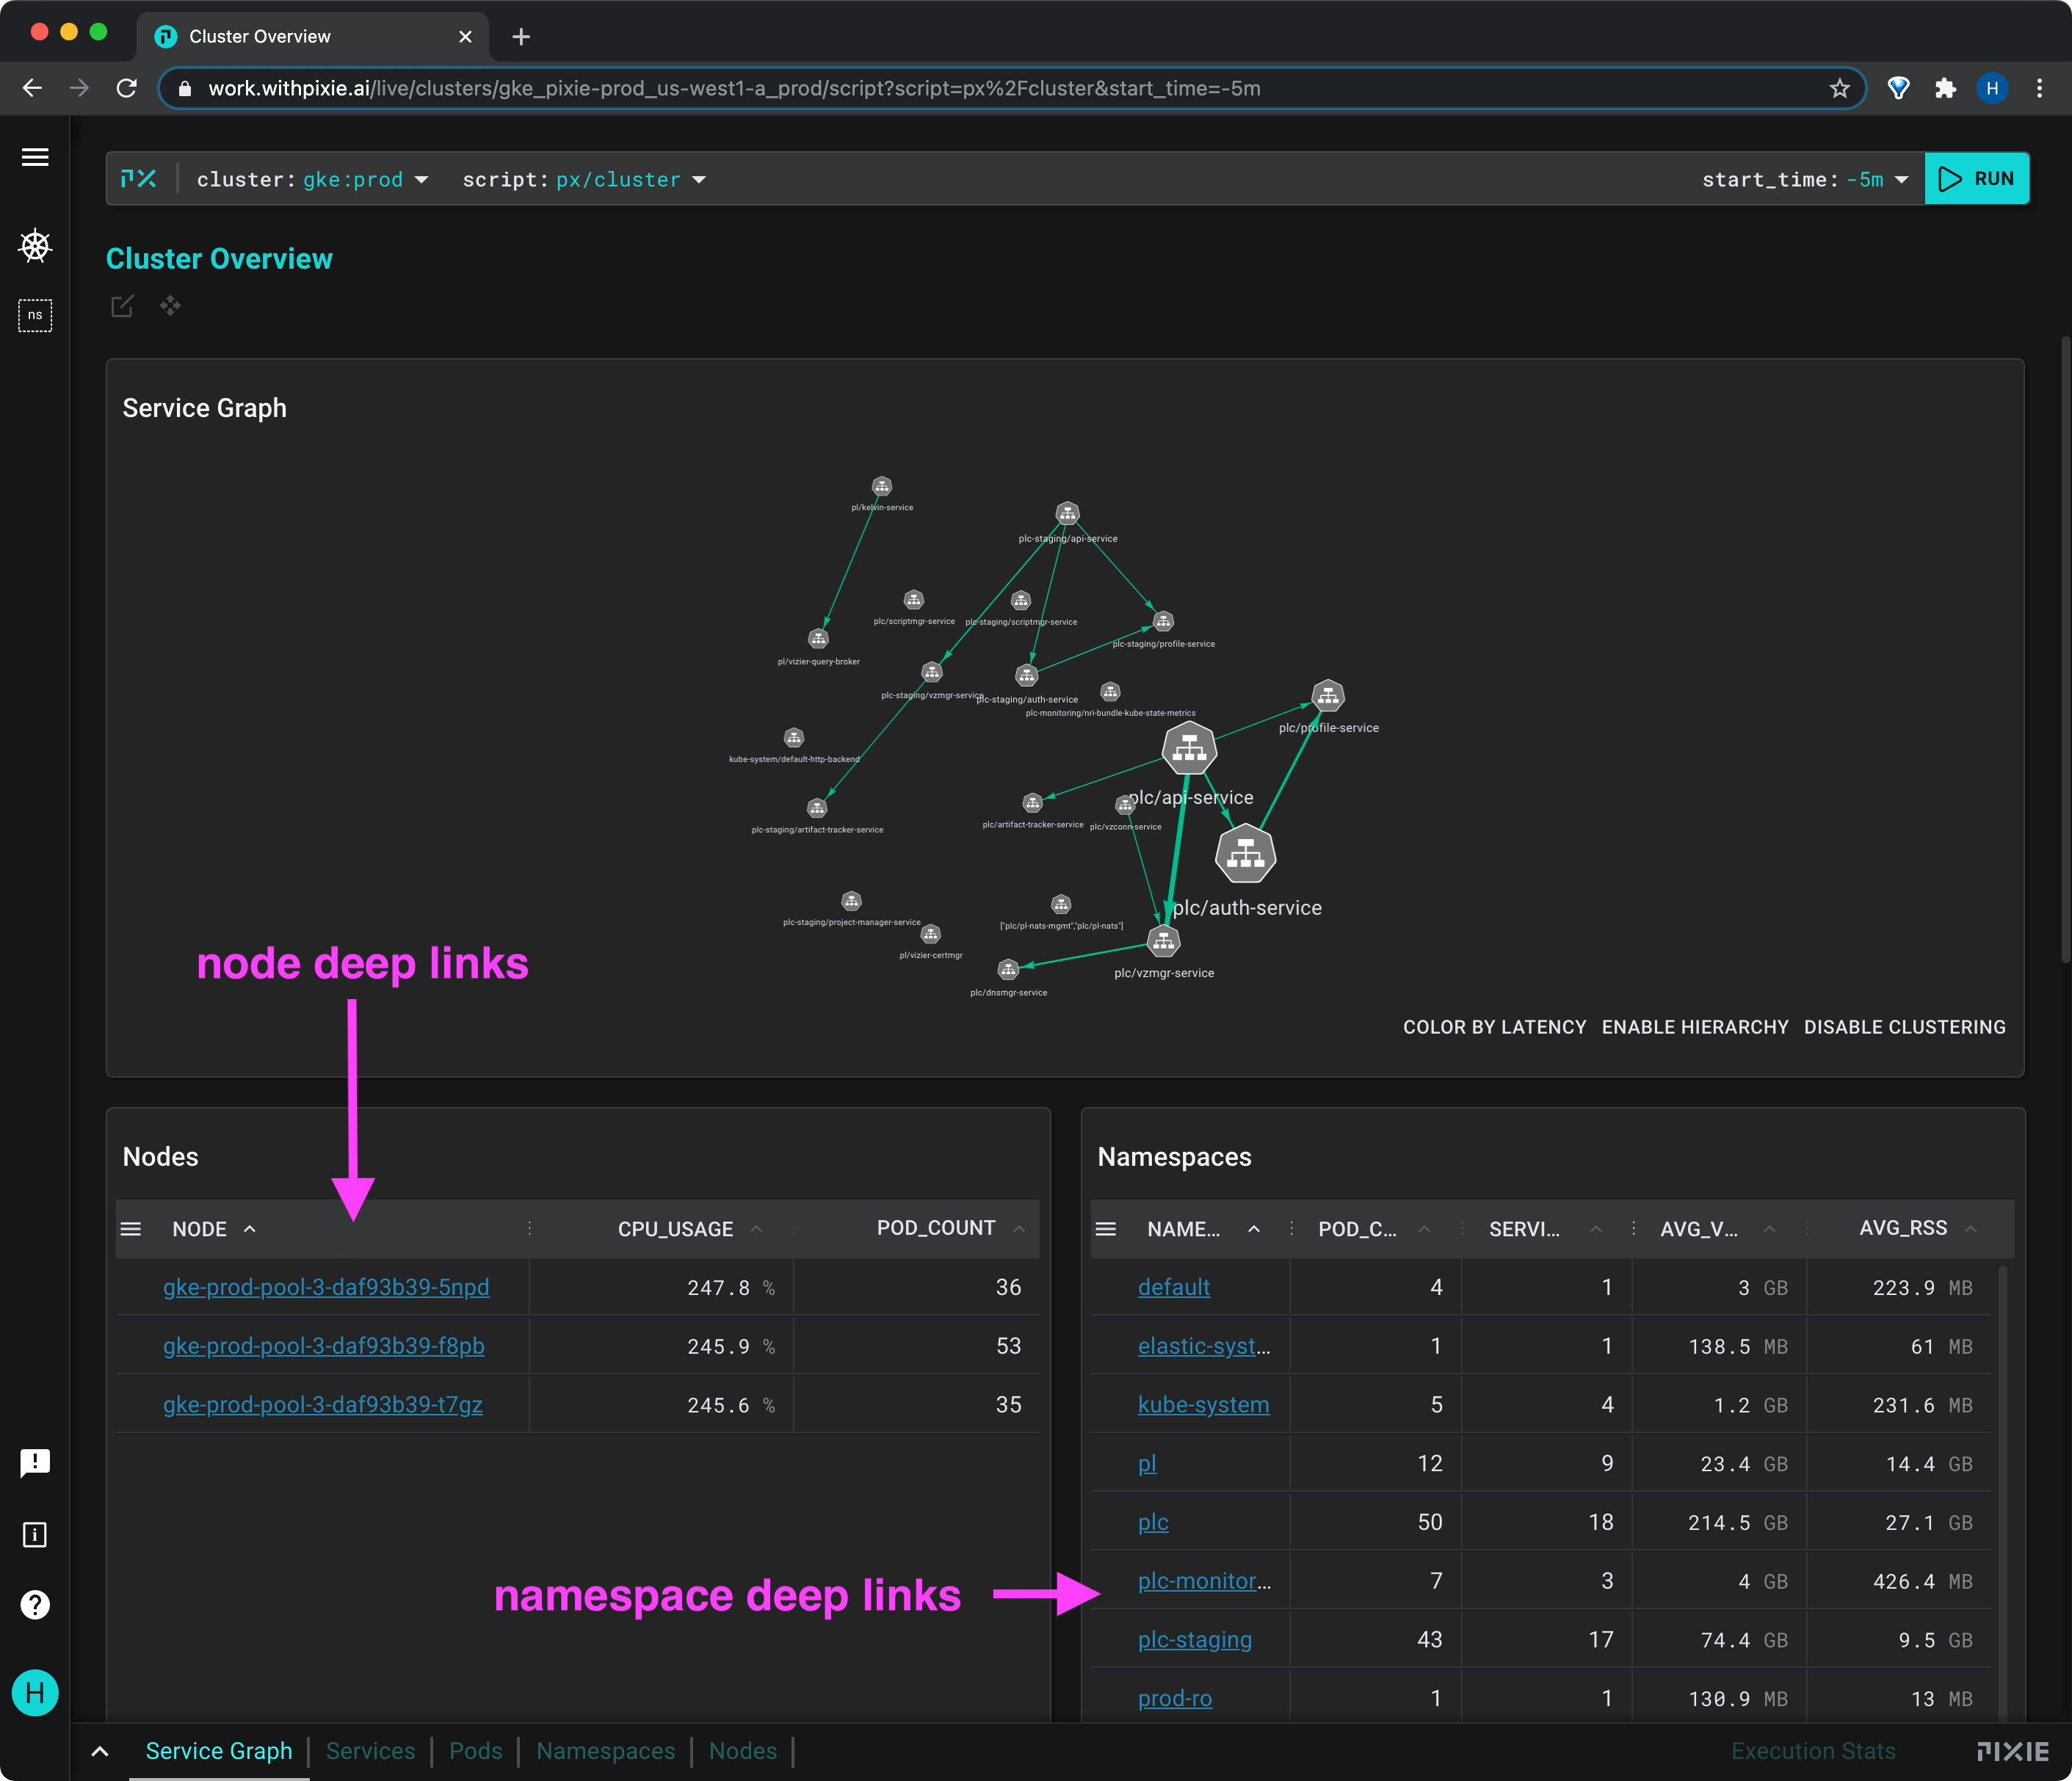 Cluster Overview
work.withpixie.ai/live/clusters/gke_pixie-prod_us-west1-a_prod/script?script=px%2Fcluster&start_time=-5m
H
cluster: gke:prod script: px/cluster start_time: -5m RUN
Cluster Overview
ns
Service Graph
pl/kelvin-service
plc-staging/api-service
plc/scriptmgr-service
plc-staging/scriptmgr-service
plc-staging/profile-service
pl/vizier-query-broker
plc-staging/vzmgr-service
plc-staging/auth-service
plc-monitoring/nri-bundle-kube-state-metrics
plc/profile-service
kube-system/default-http-backend
plc/api-service
plc/artifact-tracker-service
plc/vzconn-service
plc-staging/artifact-tracker-service
plc/auth-service
plc-staging/project-manager-service
["plc/pl-nats-mgmt","plc/pl-nats"]
pl/vizier-certmgr
plc/vzmgr-service
plc/dnsmgr-service
node deep links
COLOR BY LATENCY ENABLE HIERARCHY DISABLE CLUSTERING
Nodes
NODE CPU_USAGE POD_COUNT
gke-prod-pool-3-daf93b39-5npd 247.8 % 36
gke-prod-pool-3-daf93b39-f8pb 245.9 % 53
gke-prod-pool-3-daf93b39-t7gz 245.6 % 35
namespace deep links
Namespaces
NAME... POD_C... SERVI... AVG_V... AVG_RSS
default 4 1 3 GB 223.9 MB
elastic-syst... 1 1 138.5 MB 61 MB
kube-system 5 4 1.2 GB 231.6 MB
pl 12 9 23.4 GB 14.4 GB
plc 50 18 214.5 GB 27.1 GB
plc-monitor... 7 3 4 GB 426.4 MB
plc-staging 43 17 74.4 GB 9.5 GB
prod-ro 1 1 130.9 MB 13 MB
H
Service Graph Services Pods Namespaces Nodes Execution Stats PIXIE